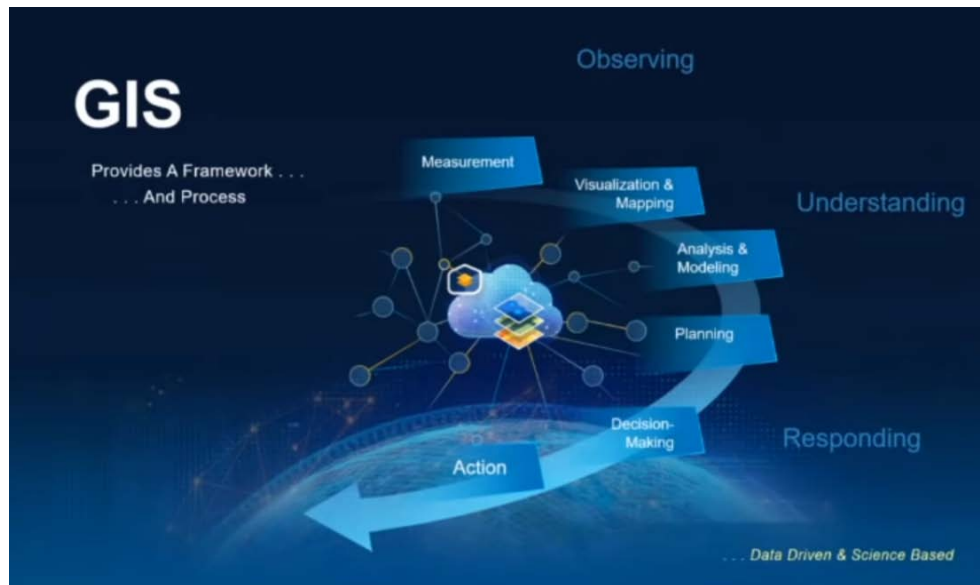 Observing
GIS
Provides A Framework . . .
. . . And Process
Measurement
Visualization &
Mapping
Understanding
Analysis &
Modeling
Planning
Decision-
Making
Responding
Action
. . . Data Driven & Science Based